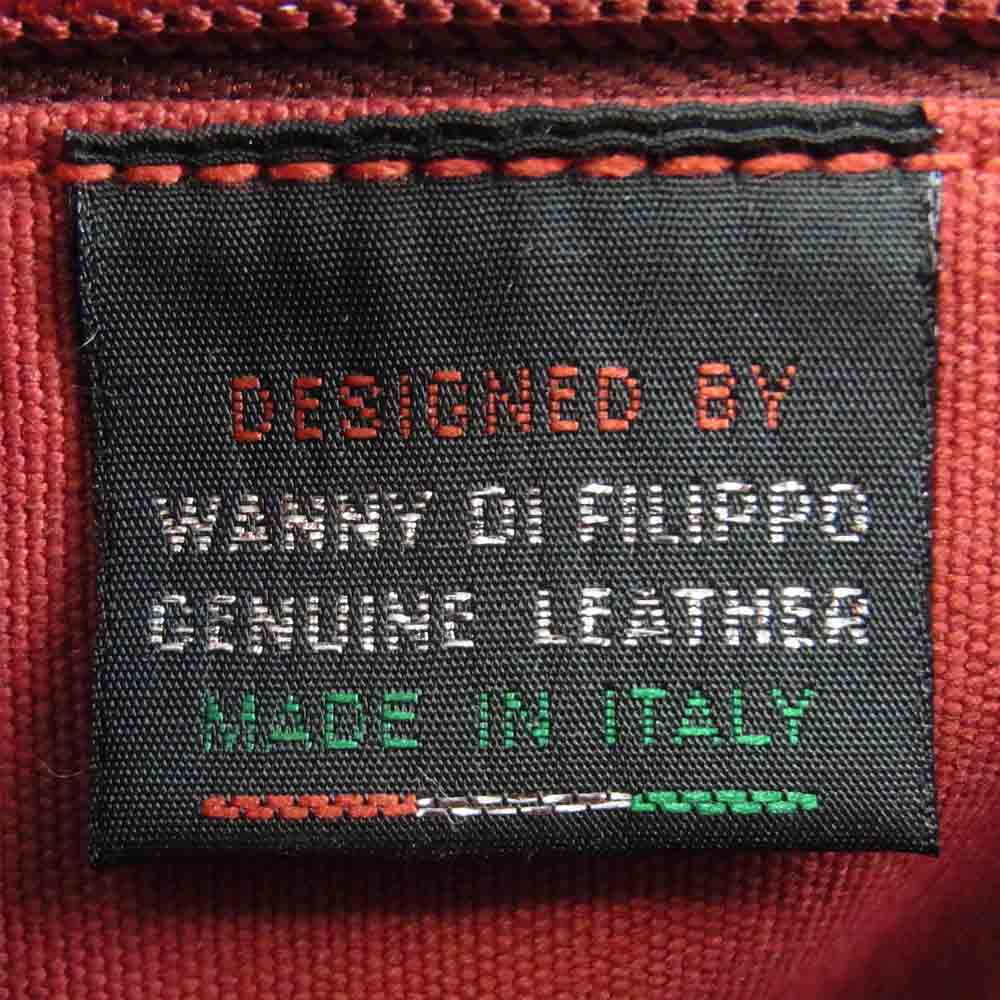 DESIGNED BY
WANNY DI FILIPPO
GENUINE LEATHER
MADE IN ITALY